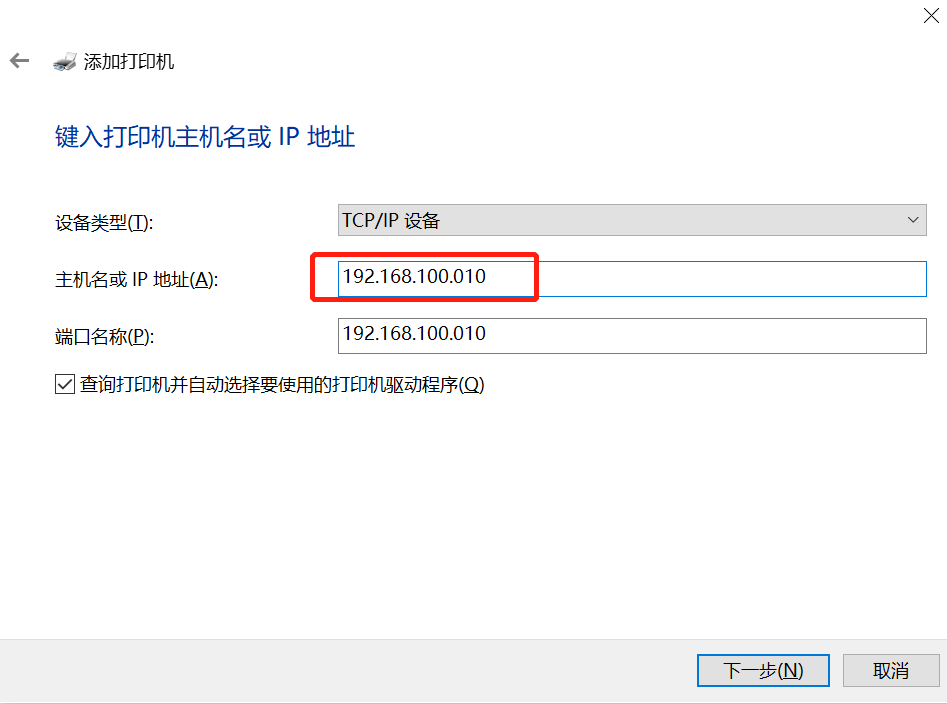 添加打印机
键入打印机主机名或 IP 地址
设备类型(T): TCP/IP 设备
主机名或 IP 地址(A): 192.168.100.010
端口名称(P): 192.168.100.010
查询打印机并自动选择要使用的打印机驱动程序(Q)
下一步(N) 取消